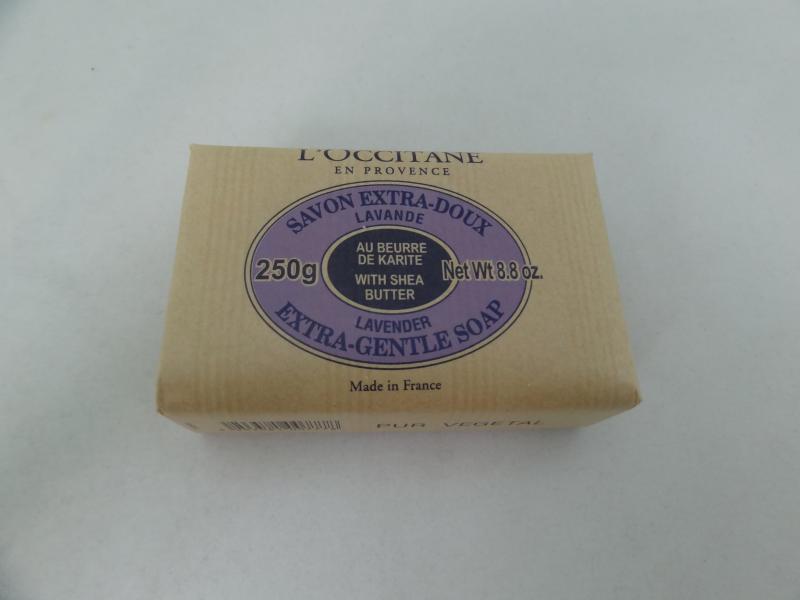 L'OCCITANE
EN PROVENCE
SAVON EXTRA-DOUX
LAVANDE
AU BEURRE
DE KARITE
250g
Net Wt 8.8 oz.
WITH SHEA
BUTTER
LAVENDER
EXTRA-GENTLE SOAP
Made in France
PUR VEGETAL